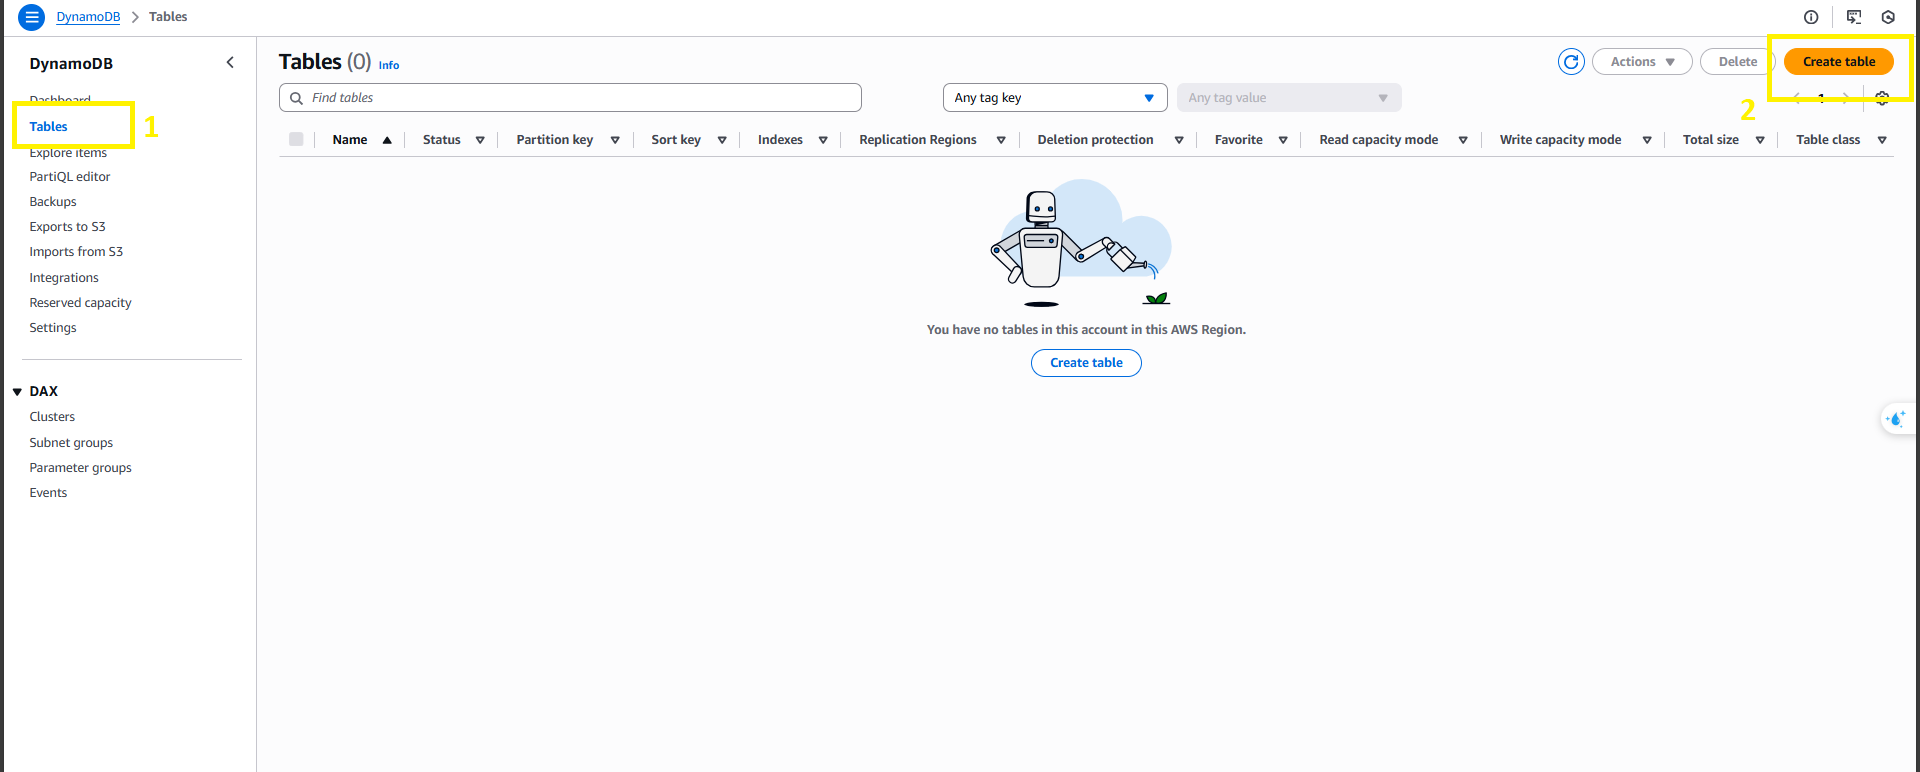 DynamoDB > Tables
DynamoDB
Dashboard
Tables
1
Explore items
PartiQL editor
Backups
Exports to S3
Imports from S3
Integrations
Reserved capacity
Settings
DAX
Clusters
Subnet groups
Parameter groups
Events
Tables (0) Info
Actions
Delete
Create table
Find tables
Any tag key
Any tag value
1
2
Name Status Partition key Sort key Indexes Replication Regions Deletion protection Favorite Read capacity mode Write capacity mode Total size Table class
You have no tables in this account in this AWS Region.
Create table